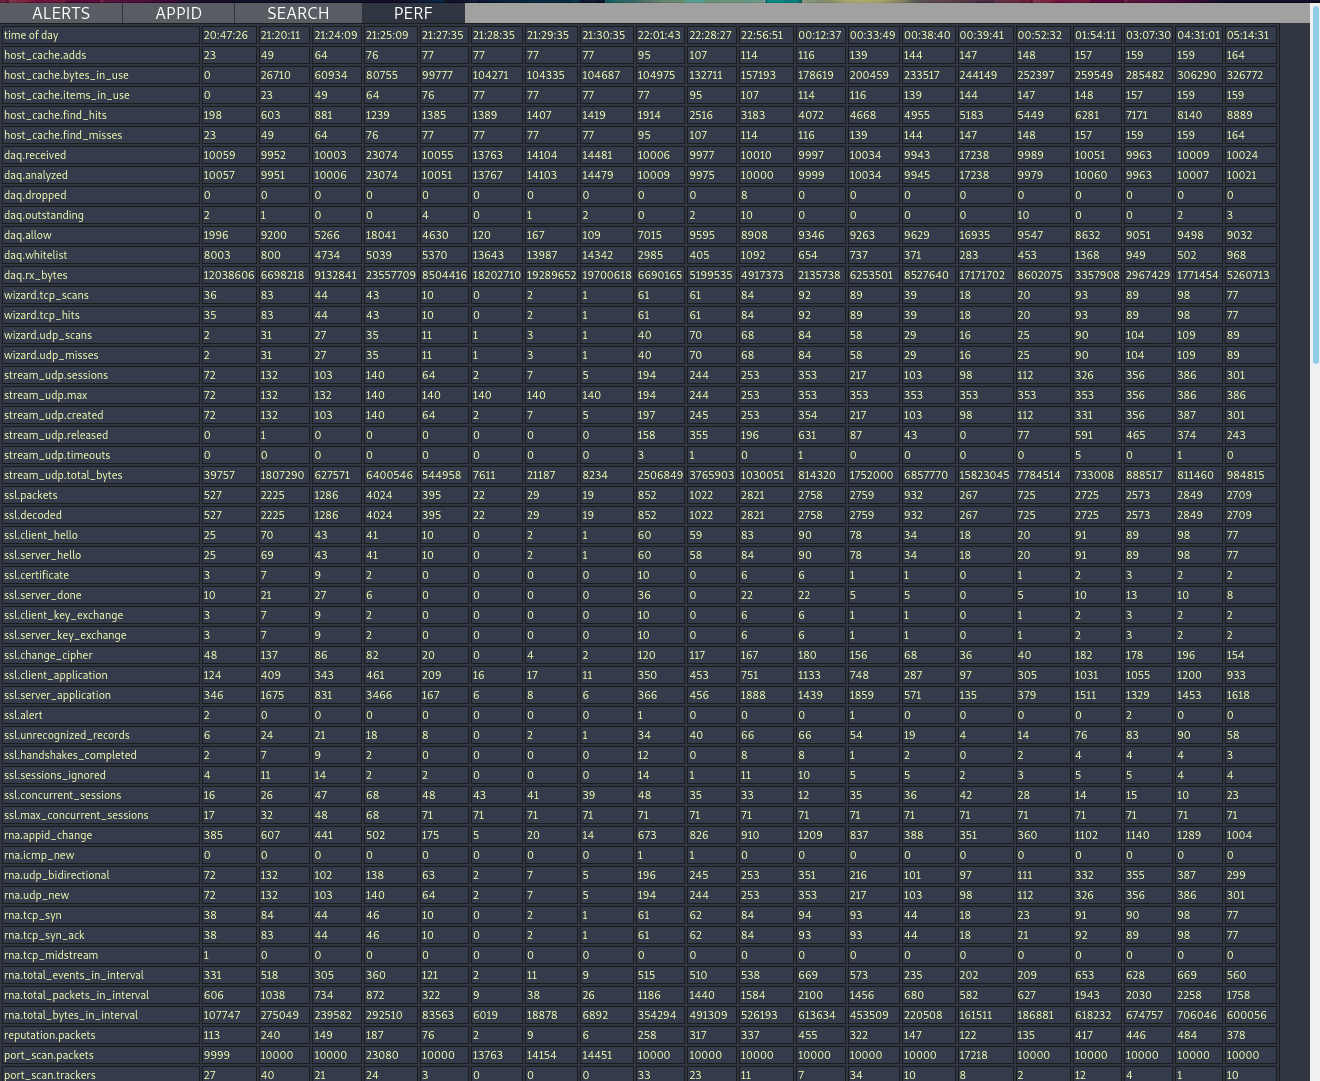 ALERTS APPID SEARCH PERF
time of day 20:47:26 21:20:11 21:24:09 21:25:09 21:27:35 21:28:35 21:29:35 21:30:35 22:01:43 22:28:27 22:56:51 00:12:37 00:33:49 00:38:40 00:39:41 00:52:32 01:54:11 03:07:30 04:31:01 05:14:31
host_cache.adds 23 49 64 76 77 77 77 77 95 107 114 116 139 144 147 148 157 159 159 164
host_cache.bytes_in_use 0 26710 60934 80755 99777 104271 104335 104687 104975 132711 157193 178619 200459 233517 244149 252397 259549 285482 306290 326772
host_cache.items_in_use 0 23 49 64 76 77 77 77 77 95 107 114 116 139 144 147 148 157 159 159
host_cache.find_hits 198 603 881 1239 1385 1389 1407 1419 1914 2516 3183 4072 4668 4955 5183 5449 6281 7171 8140 8889
host_cache.find_misses 23 49 64 76 77 77 77 77 95 107 114 116 139 144 147 148 157 159 159 164
daq.received 10059 9952 10003 23074 10055 13763 14104 14481 10006 9977 10010 9997 10034 9943 17238 9989 10051 9963 10009 10024
daq.analyzed 10057 9951 10006 23074 10051 13767 14103 14479 10009 9975 10000 9999 10034 9945 17238 9979 10060 9963 10007 10021
daq.dropped 0 0 0 0 0 0 0 0 0 0 8 0 0 0 0 0 0 0 0 0
daq.outstanding 2 1 0 0 4 0 1 2 0 2 10 0 0 0 0 10 0 0 2 3
daq.allow 1996 9200 5266 18041 4630 120 167 109 7015 9595 8908 9346 9263 9629 16935 9547 8632 9051 9498 9032
daq.whitelist 8003 800 4734 5039 5370 13643 13987 14342 2985 405 1092 654 737 371 283 453 1368 949 502 968
daq.rx_bytes 12038606 6698218 9132841 23557709 8504416 18202710 19289652 19700618 6690165 5199535 4917373 2135738 6253501 8527640 17171702 8602075 3357908 2967429 1771454 5260713
wizard.tcp_scans 36 83 44 43 10 0 2 1 61 61 84 92 89 39 18 20 93 89 98 77
wizard.tcp_hits 35 83 44 43 10 0 2 1 61 61 84 92 89 39 18 20 93 89 98 77
wizard.udp_scans 2 31 27 35 11 1 3 1 40 70 68 84 58 29 16 25 90 104 109 89
wizard.udp_misses 2 31 27 35 11 1 3 1 40 70 68 84 58 29 16 25 90 104 109 89
stream_udp.sessions 72 132 103 140 64 2 7 5 194 244 253 353 217 103 98 112 326 356 386 301
stream_udp.max 72 132 132 140 140 140 140 140 194 244 253 353 353 353 353 353 353 356 386 386
stream_udp.created 72 132 103 140 64 2 7 5 197 245 253 354 217 103 98 112 331 356 387 301
stream_udp.released 0 1 0 0 0 0 0 0 158 355 196 631 87 43 0 77 591 465 374 243
stream_udp.timeouts 0 0 0 0 0 0 0 0 3 1 0 1 0 0 0 0 5 0 1 0
stream_udp.total_bytes 39757 1807290 627571 6400546 544958 7611 21187 8234 2506849 3765903 1030051 814320 1752000 6857770 15823045 7784514 733008 888517 811460 984815
ssl.packets 527 2225 1286 4024 395 22 29 19 852 1022 2821 2758 2759 932 267 725 2725 2573 2849 2709
ssl.decoded 527 2225 1286 4024 395 22 29 19 852 1022 2821 2758 2759 932 267 725 2725 2573 2849 2709
ssl.client_hello 25 70 43 41 10 0 2 1 60 59 83 90 78 34 18 20 91 89 98 77
ssl.server_hello 25 69 43 41 10 0 2 1 60 58 84 90 78 34 18 20 91 89 98 77
ssl.certificate 3 7 9 2 0 0 0 0 10 0 6 6 1 1 0 1 2 3 2 2
ssl.server_done 10 21 27 6 0 0 0 0 36 0 22 22 5 5 0 5 10 13 10 8
ssl.client_key_exchange 3 7 9 2 0 0 0 0 10 0 6 6 1 1 0 1 2 3 2 2
ssl.server_key_exchange 3 7 9 2 0 0 0 0 10 0 6 6 1 1 0 1 2 3 2 2
ssl.change_cipher 48 137 86 82 20 0 4 2 120 117 167 180 156 68 36 40 182 178 196 154
ssl.client_application 124 409 343 461 209 16 17 11 350 453 751 1133 748 287 97 305 1031 1055 1200 933
ssl.server_application 346 1675 831 3466 167 6 8 6 366 456 1888 1439 1859 571 135 379 1511 1329 1453 1618
ssl.alert 2 0 0 0 0 0 0 0 1 0 0 0 1 0 0 0 0 2 0 0
ssl.unrecognized_records 6 24 21 18 8 0 2 1 34 40 66 66 54 19 4 14 76 83 90 58
ssl.handshakes_completed 2 7 9 2 0 0 0 0 12 0 8 8 1 2 0 2 4 4 4 3
ssl.sessions_ignored 4 11 14 2 2 0 0 0 14 1 11 10 5 5 2 3 5 5 4 4
ssl.concurrent_sessions 16 26 47 68 48 43 41 39 48 35 33 12 35 36 42 28 14 15 10 23
ssl.max_concurrent_sessions 17 32 48 68 71 71 71 71 71 71 71 71 71 71 71 71 71 71 71 71
rna.appid_change 385 607 441 502 175 5 20 14 673 826 910 1209 837 388 351 360 1102 1140 1289 1004
rna.icmp_new 0 0 0 0 0 0 0 0 1 1 0 0 0 0 0 0 0 0 0 0
rna.udp_bidirectional 72 132 102 138 63 2 7 5 196 245 253 351 216 101 97 111 332 355 387 299
rna.udp_new 72 132 103 140 64 2 7 5 194 244 253 353 217 103 98 112 326 356 386 301
rna.tcp_syn 38 84 44 46 10 0 2 1 61 62 84 94 93 44 18 23 91 90 98 77
rna.tcp_syn_ack 38 83 44 46 10 0 2 1 61 62 84 93 93 44 18 21 92 89 98 77
rna.tcp_midstream 1 0 0 0 0 0 0 0 0 0 0 0 0 0 0 0 0 0 0 0
rna.total_events_in_interval 331 518 305 360 121 2 11 9 515 510 538 669 573 235 202 209 653 628 669 560
rna.total_packets_in_interval 606 1038 734 872 322 9 38 26 1186 1440 1584 2100 1456 680 582 627 1943 2030 2258 1758
rna.total_bytes_in_interval 107747 275049 239582 292510 83563 6019 18878 6892 354294 491309 526193 613634 453509 220508 161511 186881 618232 674757 706046 600056
reputation.packets 113 240 149 187 76 2 9 6 258 317 337 455 322 147 122 135 417 446 484 378
port_scan.packets 9999 10000 10000 23080 10000 13763 14154 14451 10000 10000 10000 10000 10000 10000 17218 10000 10000 10000 10000 10000
port_scan.trackers 27 40 21 24 3 0 0 0 33 23 11 7 34 10 8 2 12 4 1 10